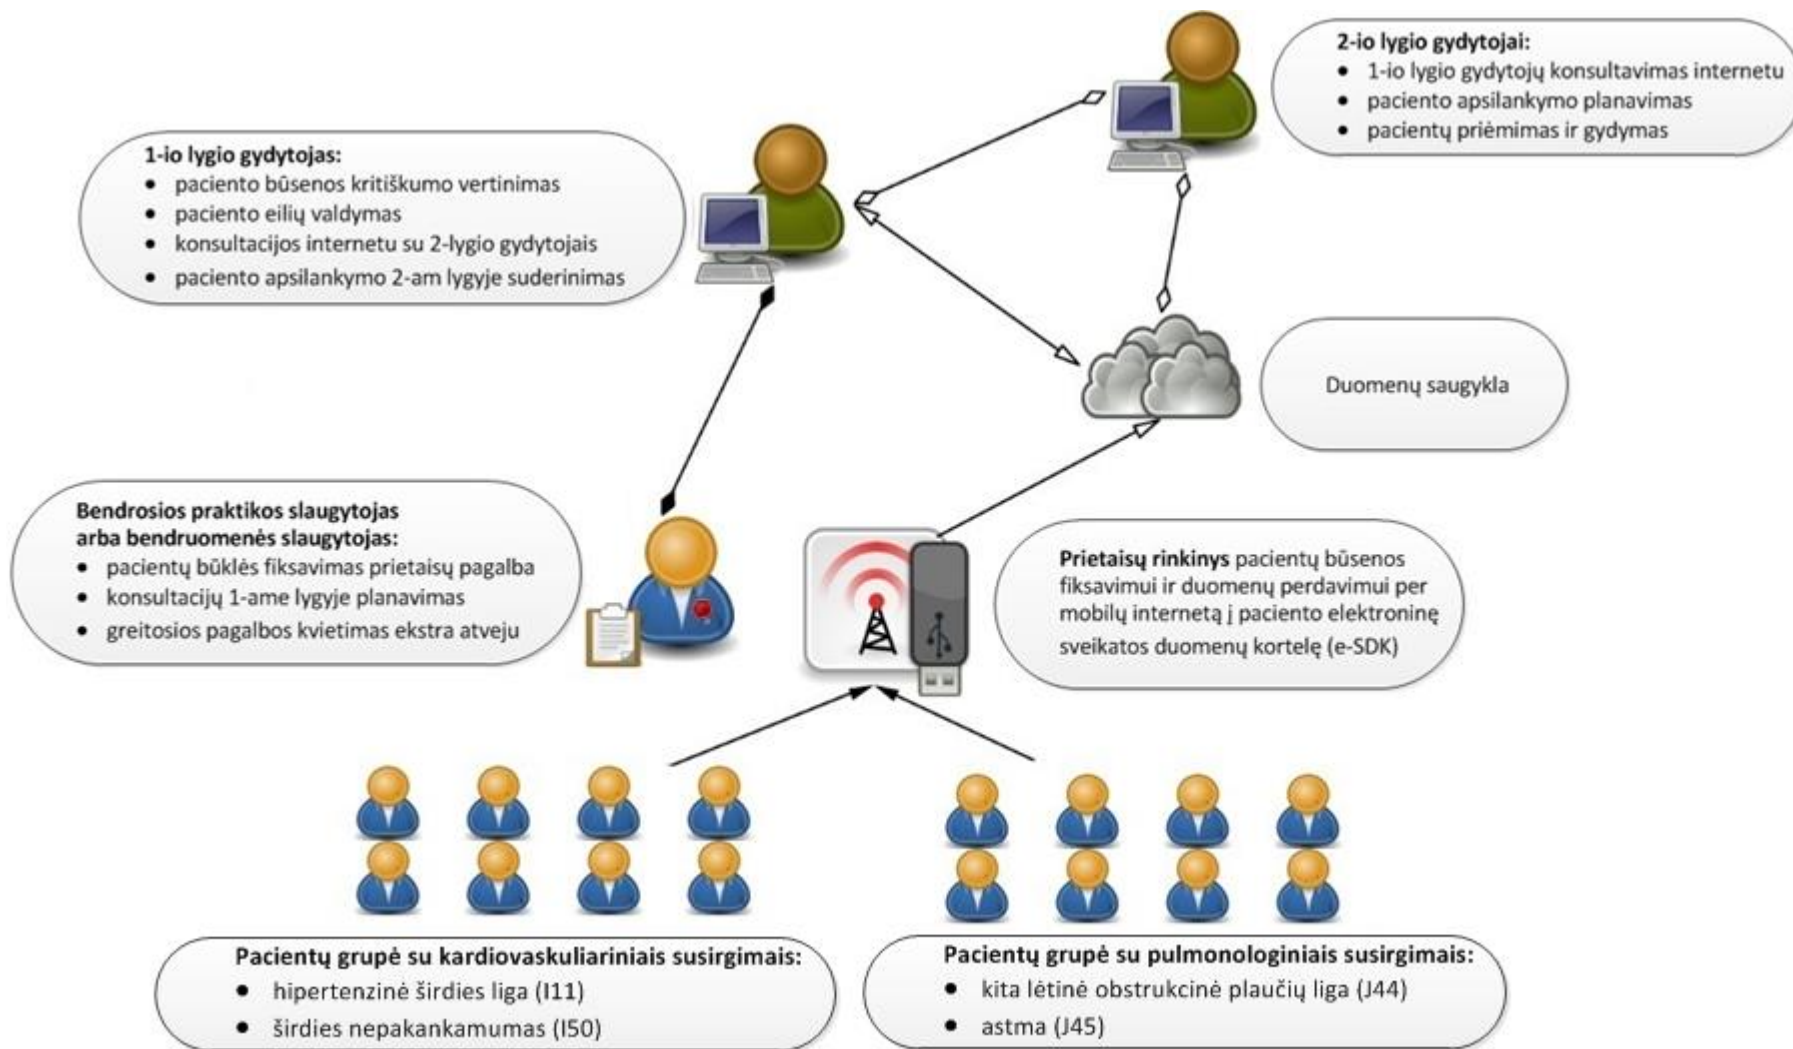 2-io lygio gydytojai:
• 1-io lygio gydytojų konsultavimas internetu
• paciento apsilankymo planavimas
• pacientų priėmimas ir gydymas
1-io lygio gydytojas:
• paciento būsenos kritiškumo vertinimas
• paciento eilių valdymas
• konsultacijos internetu su 2-lygio gydytojais
• paciento apsilankymo 2-am lygyje suderinimas
Duomenų saugykla
Bendrosios praktikos slaugytojas
arba bendruomenės slaugytojas:
• pacientų būklės fiksavimas prietaisų pagalba
• konsultacijų 1-ame lygyje planavimas
• greitosios pagalbos kvietimas ekstra atveju
Prietaisų rinkinys pacientų būsenos
fiksavimui ir duomenų perdavimui per
mobilų internetą į paciento elektroninę
sveikatos duomenų kortelę (e-SDK)
Pacientų grupė su kardiovaskuliariniais susirgimais:
• hipertenzinė širdies liga (I11)
• širdies nepakankamumas (I50)
Pacientų grupė su pulmonologiniais susirgimais:
• kita lėtinė obstrukcinė plaučių liga (J44)
• astma (J45)